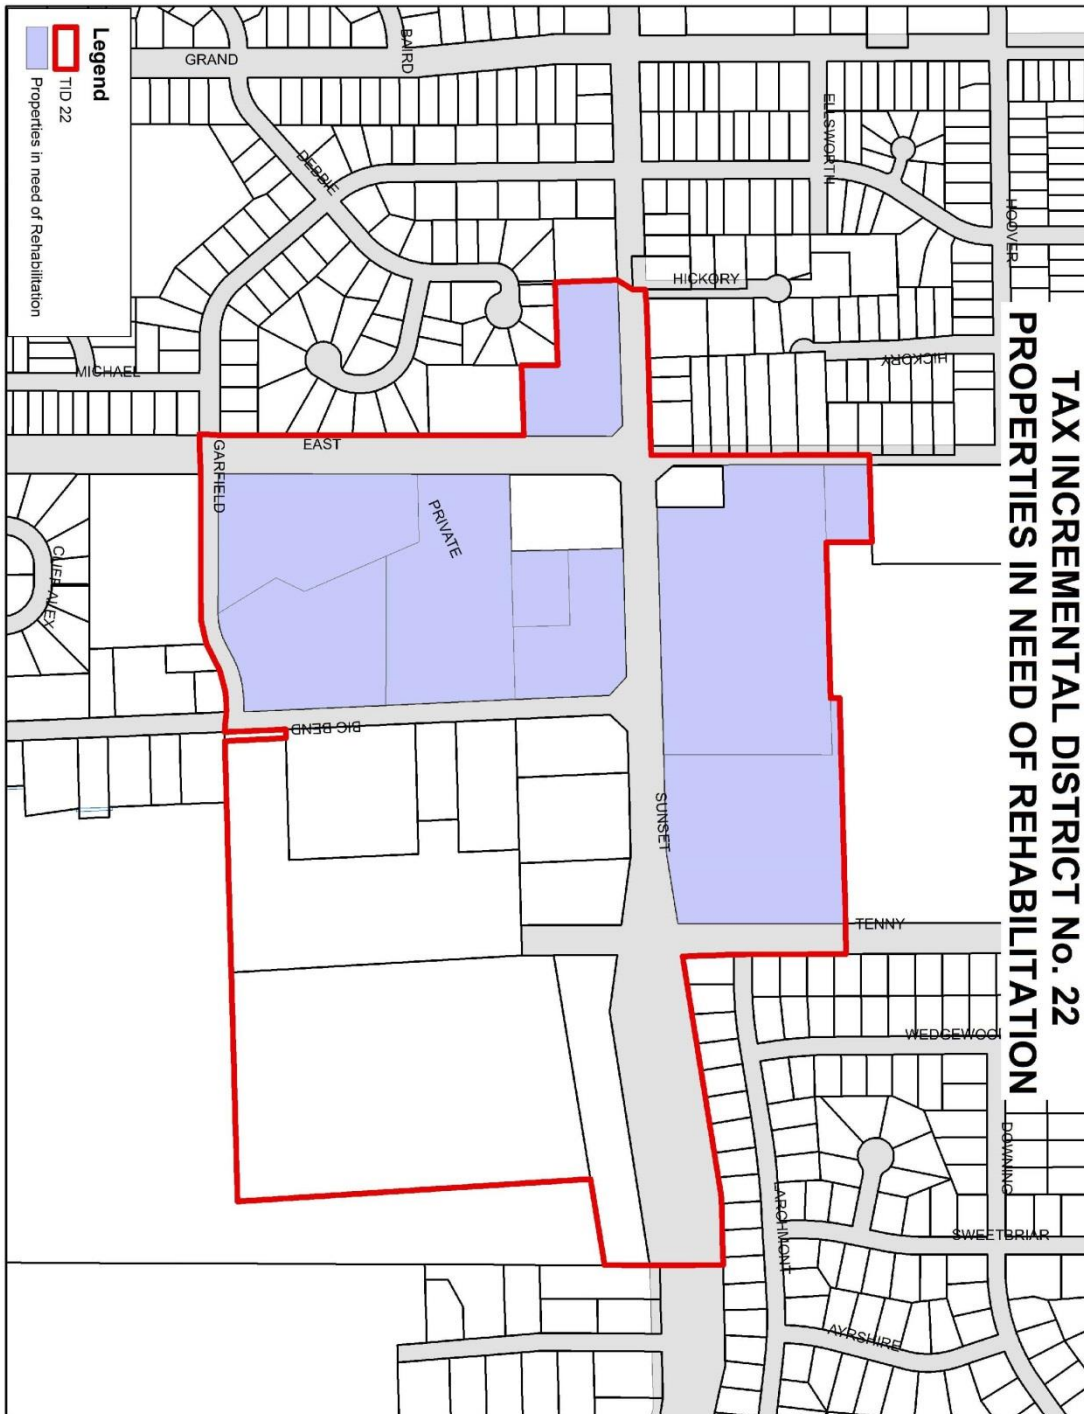 TAX INCREMENTAL DISTRICT No. 22
PROPERTIES IN NEED OF REHABILITATION
Legend
TID 22
Properties in need of Rehabilitation
GRAND
BAIRD
DEBBIE
ELLSWORTH
HOOVER
HICKORY
HICKORY
MICHAEL
EAST
GARFIELD
PRIVATE
BIG BEND
SUNSET
TENNY
WEDGEWOO
DOWNING
SWEETBRIAR
LARCHMONT
AYRSHIRE